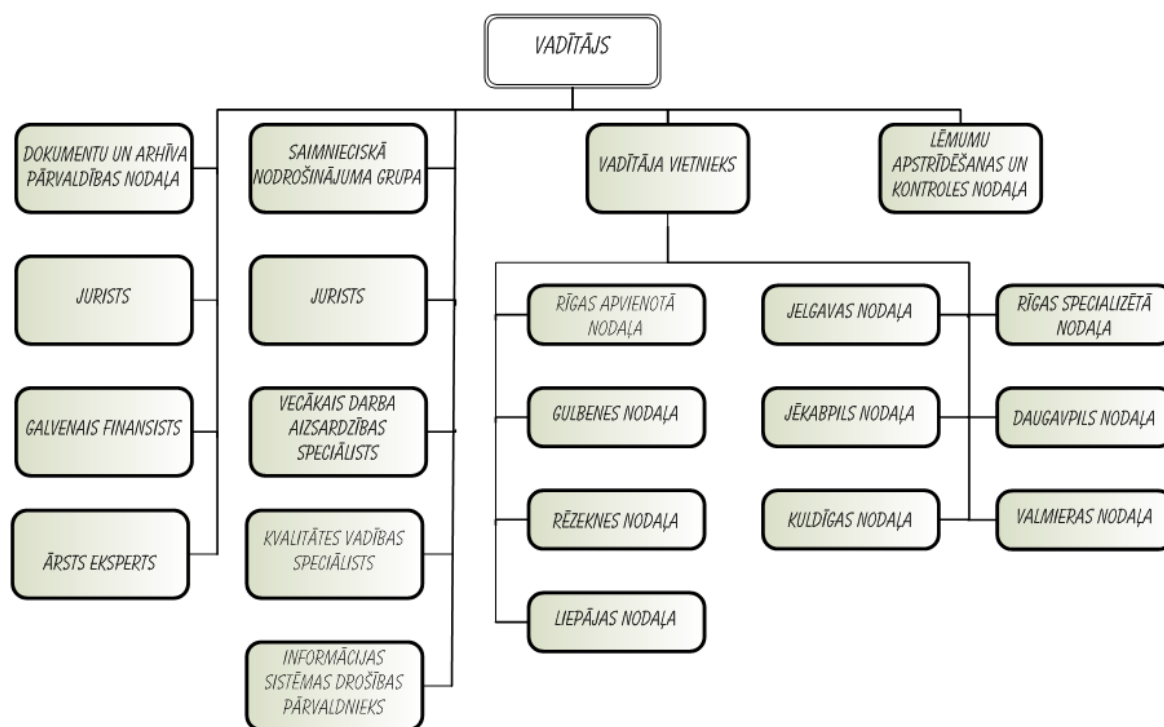 VADĪTĀJS
DOKUMENTU UN ARHĪVA
PĀRVALDĪBAS NODAĻA
SAIMNIECISKĀ
NODROŠINĀJUMA GRUPA
VADĪTĀJA VIETNIEKS
LĒMUMU
APSTRĪDĒŠANAS UN
KONTROLES NODAĻA
JURISTS
JURISTS
RĪGAS APVIENOTĀ
NODAĻA
JELGAVAS NODAĻA
RĪGAS SPECIALIZĒTĀ
NODAĻA
GALVENAIS FINANSISTS
VECĀKAIS DARBA
AIZSARDZĪBAS
SPECIĀLISTS
GULBENES NODAĻA
JĒKABPILS NODAĻA
DAUGAVPILS NODAĻA
ĀRSTS EKSPERTS
KVALITĀTES VADĪBAS
SPECIĀLISTS
RĒZEKNES NODAĻA
KULDĪGAS NODAĻA
VALMIERAS NODAĻA
LIEPĀJAS NODAĻA
INFORMĀCIJAS
SISTĒMAS DROŠĪBAS
PĀRVALDNIEKS